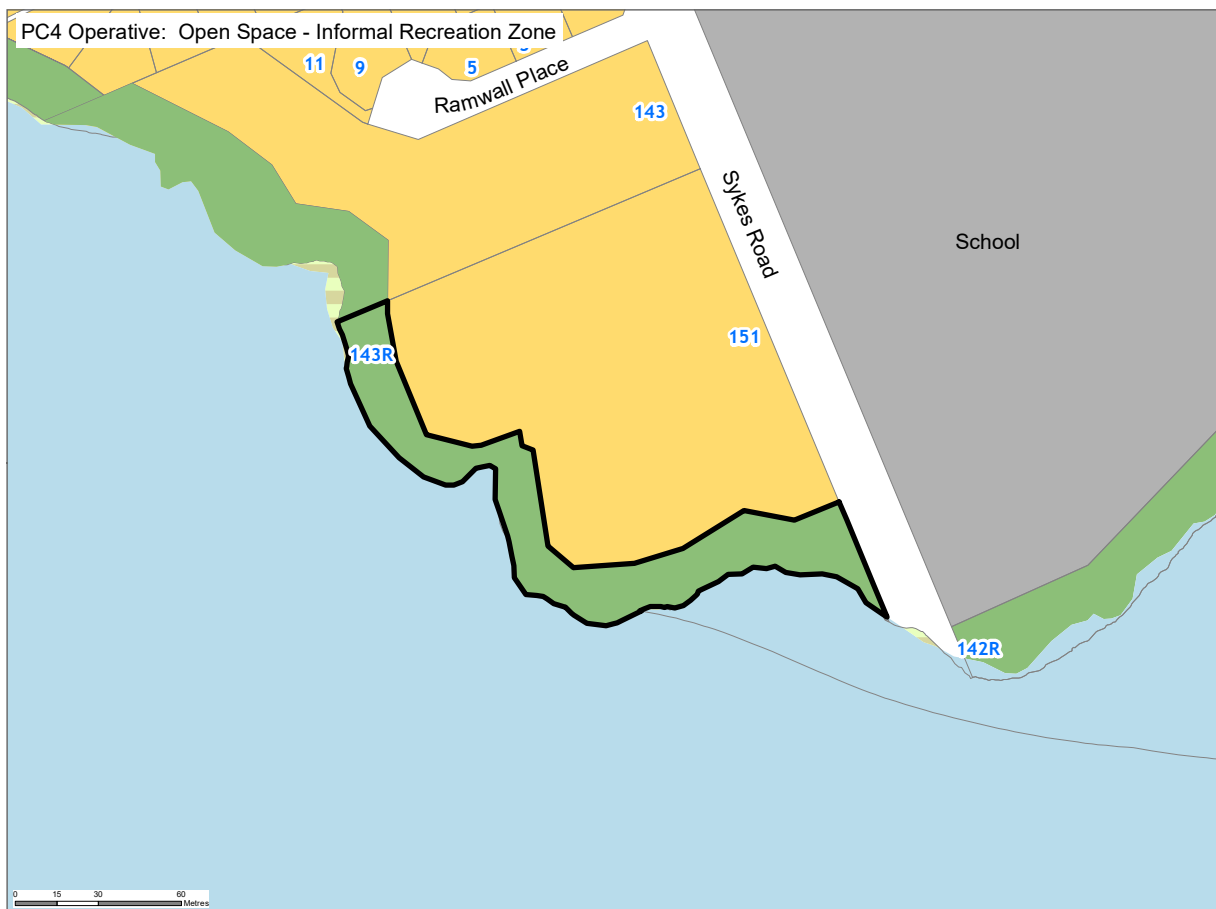 PC4 Operative: Open Space - Informal Recreation Zone
11
9
5
Ramwall Place
143
Sykes Road
School
151
143R
142R
0 15 30 60
Metres